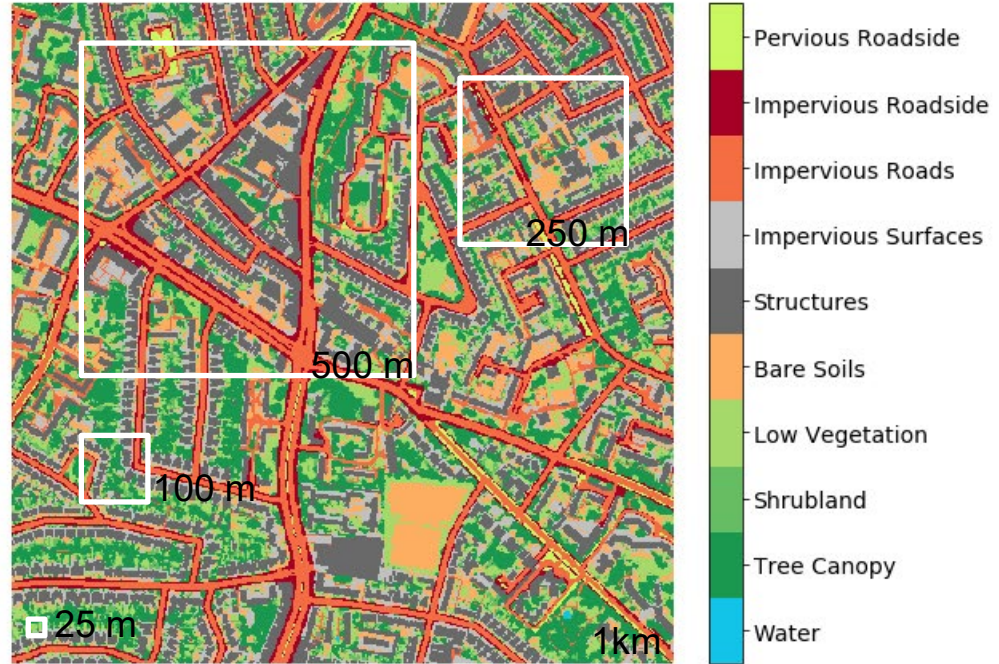 250 m
500 m
100 m
25 m
1km
Pervious Roadside
Impervious Roadside
Impervious Roads
Impervious Surfaces
Structures
Bare Soils
Low Vegetation
Shrubland
Tree Canopy
Water